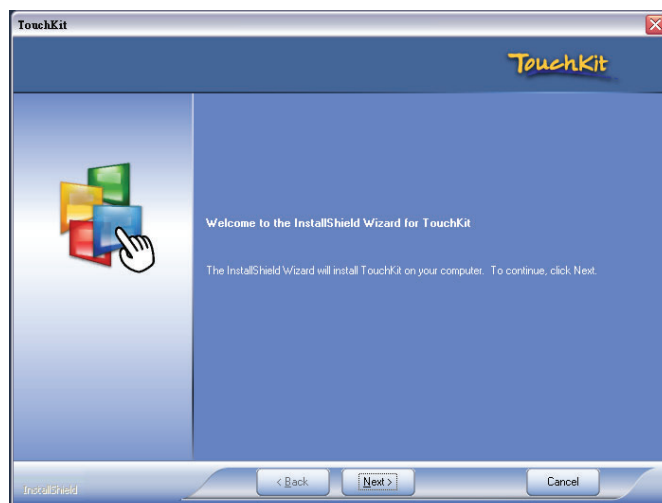 TouchKit
TouchKit
Welcome to the InstallShield Wizard for TouchKit
The InstallShield Wizard will install TouchKit on your computer. To continue, click Next.
InstallShield
< Back
Next >
Cancel